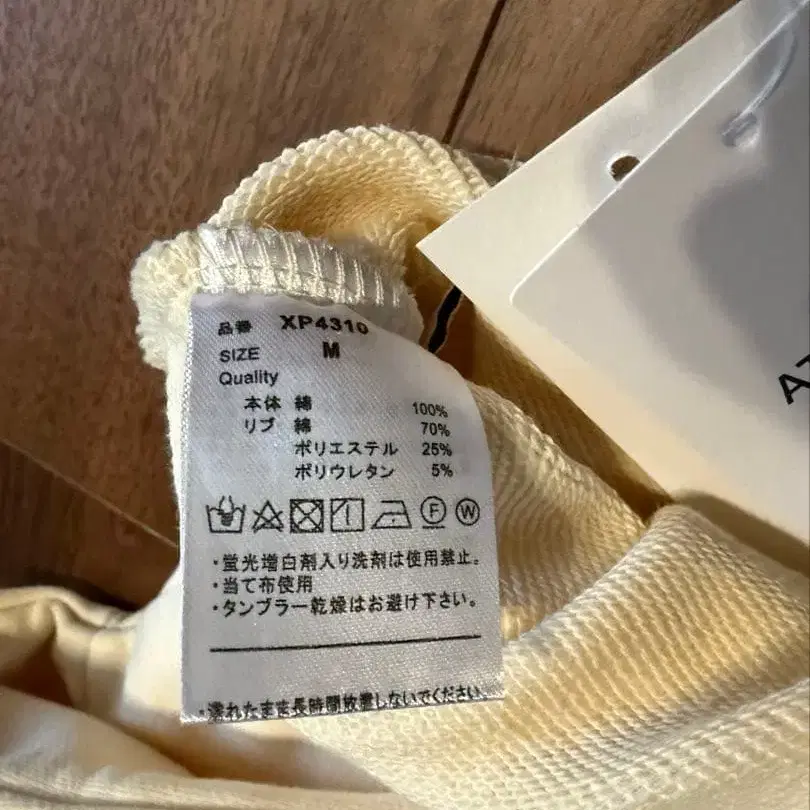 品番 XP4310
SIZE M
Quality
本体 綿 100%
リブ 綿 70%
ポリエステル 25%
ポリウレタン 5%
F W
・蛍光増白剤入り洗剤は使用禁止。
・当て布使用
・タンブラー乾燥はお避け下さい。
・濡れたまま長時間放置しないでください。